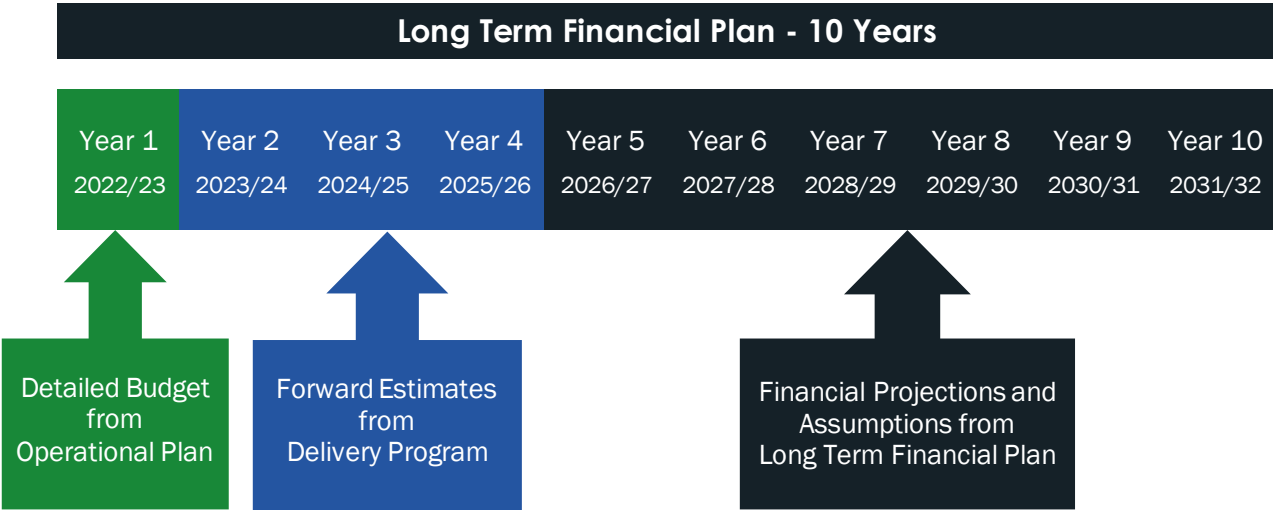 Long Term Financial Plan - 10 Years
Year 1 Year 2 Year 3 Year 4 Year 5 Year 6 Year 7 Year 8 Year 9 Year 10
2022/23 2023/24 2024/25 2025/26 2026/27 2027/28 2028/29 2029/30 2030/31 2031/32
Detailed Budget
from
Operational Plan
Forward Estimates
from
Delivery Program
Financial Projections and
Assumptions from
Long Term Financial Plan